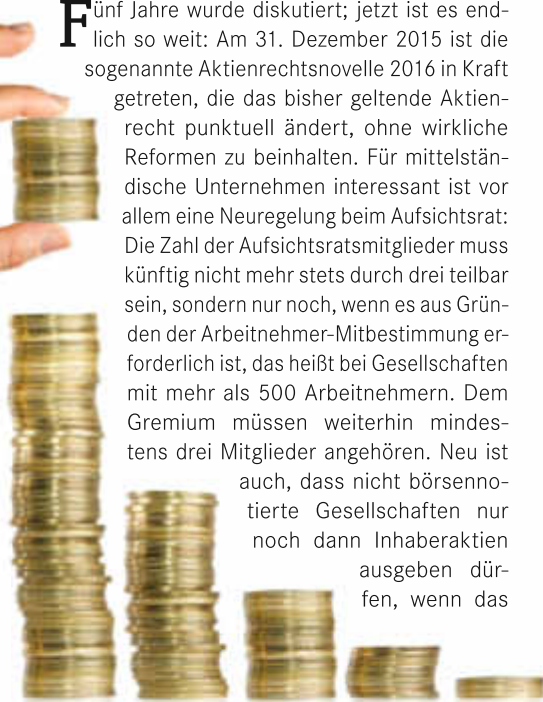 Fünf Jahre wurde diskutiert; jetzt ist es end-
lich so weit: Am 31. Dezember 2015 ist die
sogenannte Aktienrechtsnovelle 2016 in Kraft
getreten, die das bisher geltende Aktien-
recht punktuell ändert, ohne wirkliche
Reformen zu beinhalten. Für mittelstän-
dische Unternehmen interessant ist vor
allem eine Neuregelung beim Aufsichtsrat:
Die Zahl der Aufsichtsratsmitglieder muss
künftig nicht mehr stets durch drei teilbar
sein, sondern nur noch, wenn es aus Grün-
den der Arbeitnehmer-Mitbestimmung er-
forderlich ist, das heißt bei Gesellschaften
mit mehr als 500 Arbeitnehmern. Dem
Gremium müssen weiterhin mindes-
tens drei Mitglieder angehören. Neu ist
auch, dass nicht börsenno-
tierte Gesellschaften nur
noch dann Inhaberaktien
ausgeben dür-
fen, wenn das